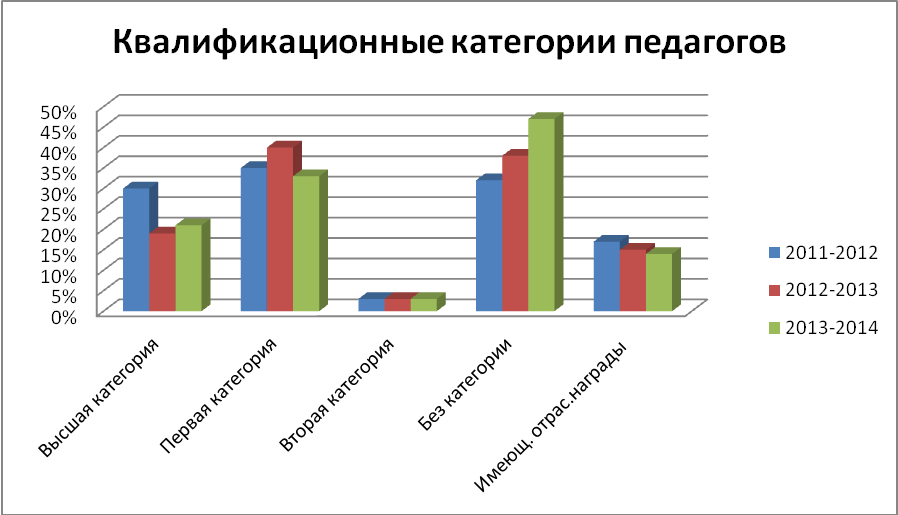 Квалификационные категории педагогов
50%
45%
40%
35%
30%
25%
20%
15%
10%
5%
0%
Высшая категория
Первая категория
Вторая категория
Без категории
Имеющ. отрас.награды
2011-2012
2012-2013
2013-2014